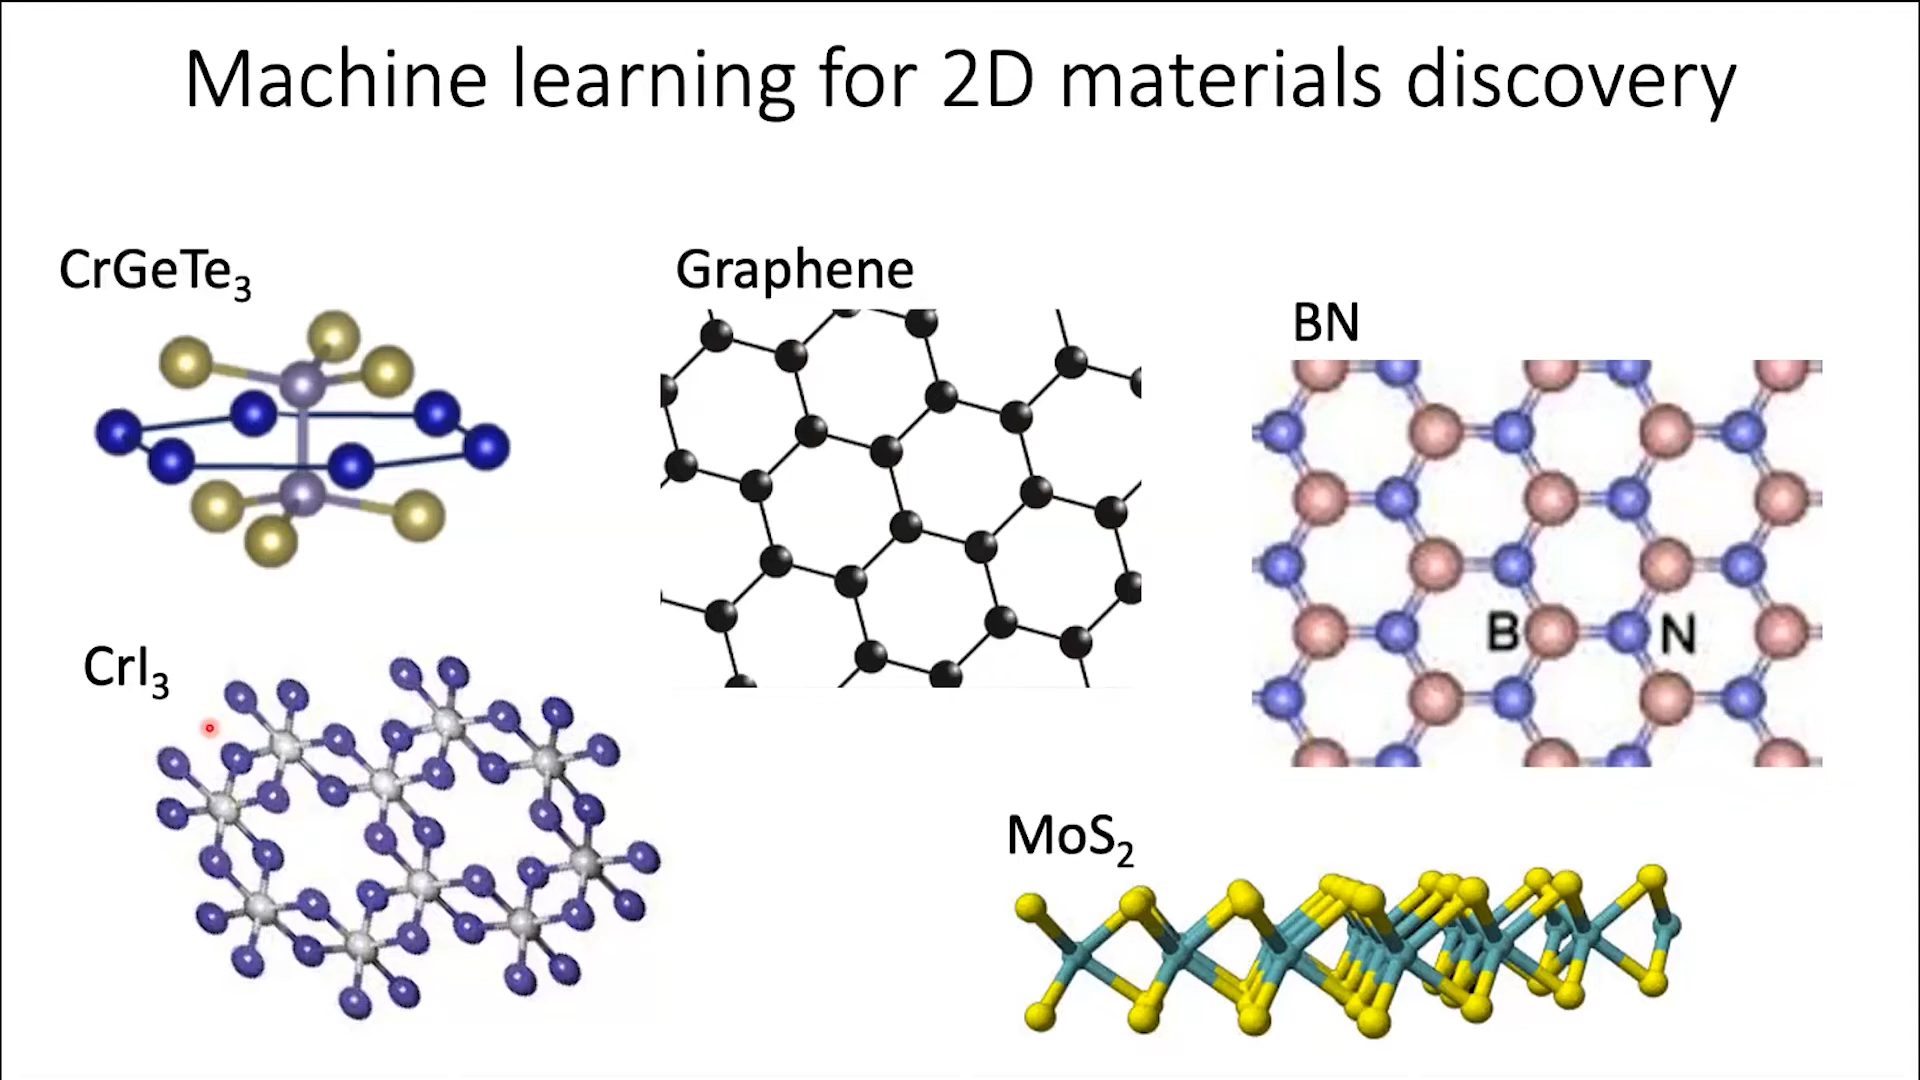 Machine learning for 2D materials discovery
CrGeTe₃
Graphene
BN
B
N
CrI₃
MoS₂